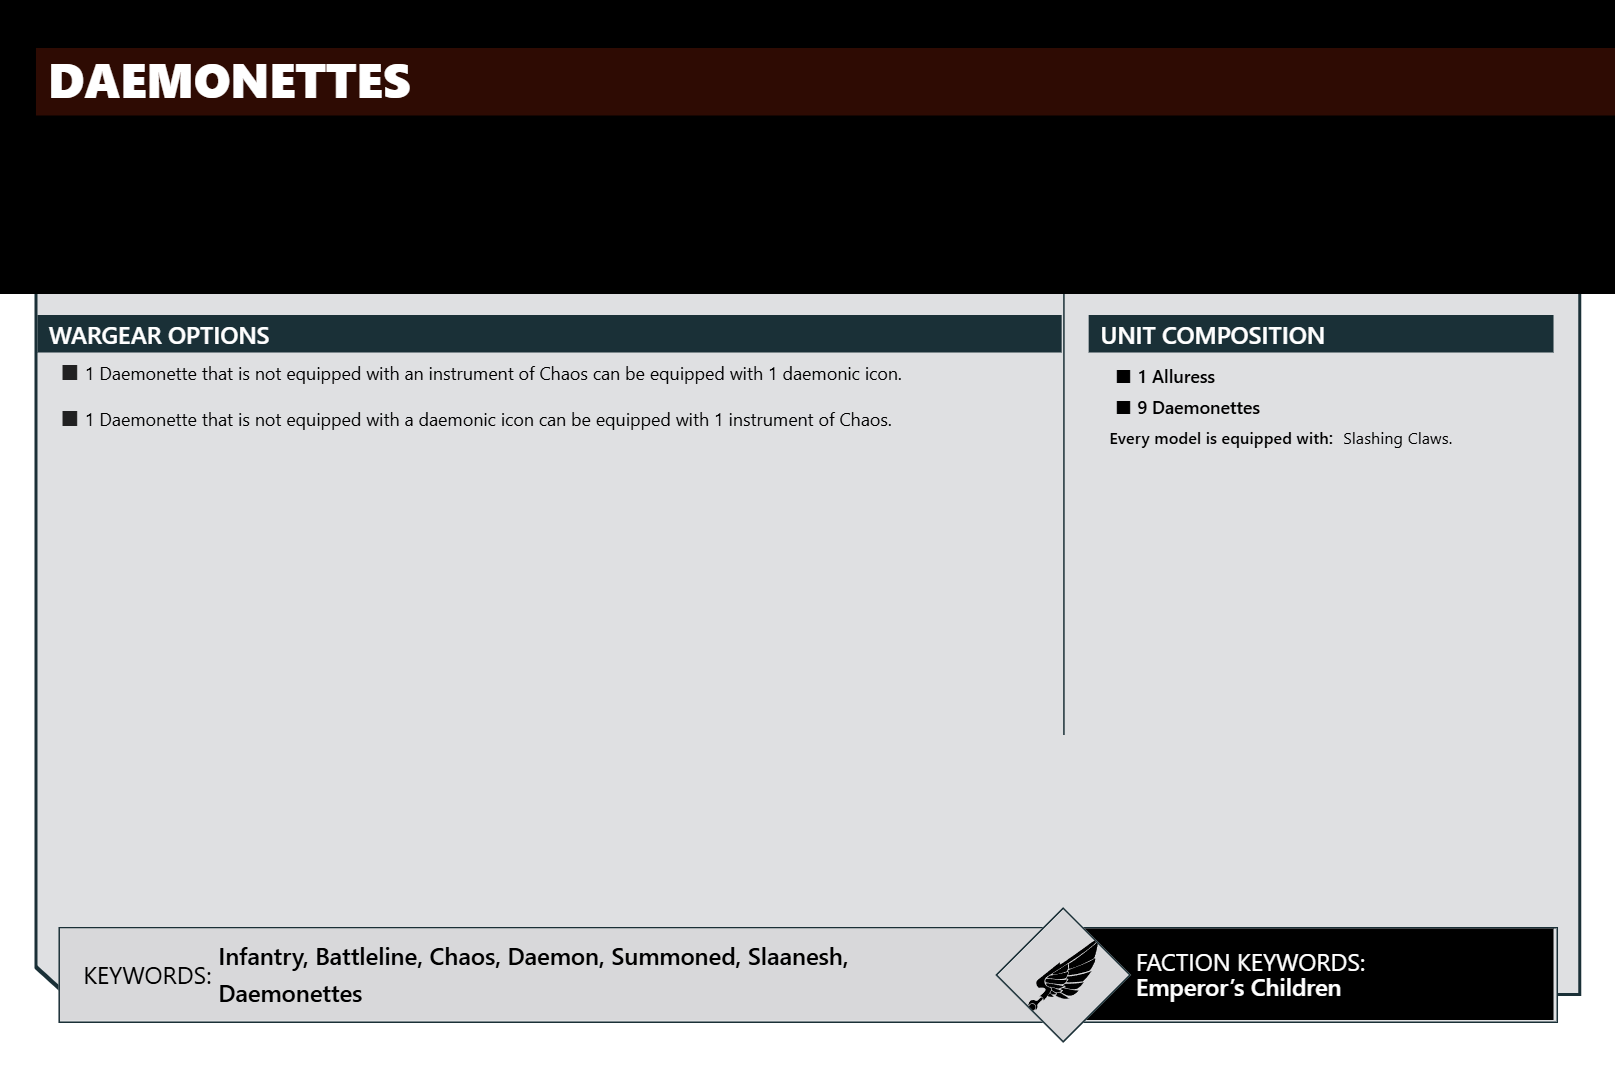 DAEMONETTES
WARGEAR OPTIONS
■ 1 Daemonette that is not equipped with an instrument of Chaos can be equipped with 1 daemonic icon.
■ 1 Daemonette that is not equipped with a daemonic icon can be equipped with 1 instrument of Chaos.
UNIT COMPOSITION
■ 1 Alluress
■ 9 Daemonettes
Every model is equipped with: Slashing Claws.
KEYWORDS: Infantry, Battleline, Chaos, Daemon, Summoned, Slaanesh,
Daemonettes
FACTION KEYWORDS:
Emperor’s Children